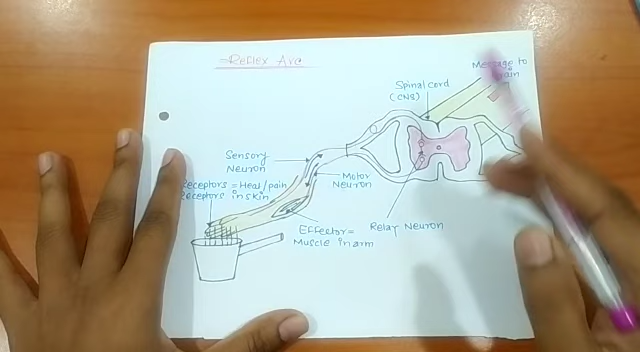 ⇒Reflex Arc
Message to
Spinal cord
(CNS)
Sensory
Neuron
Motor
Neuron
Receptors = Heat/pain
Receptors in skin
Effector =
Muscle in arm
Relay Neuron